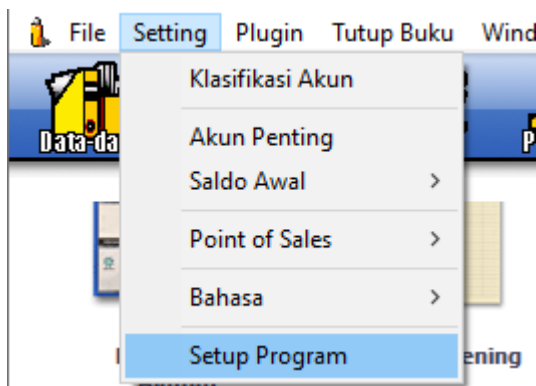 File Setting Plugin Tutup Buku Wind
Klasifikasi Akun
Data-da
Akun Penting
Saldo Awal
Point of Sales
Bahasa
Setup Program
ening